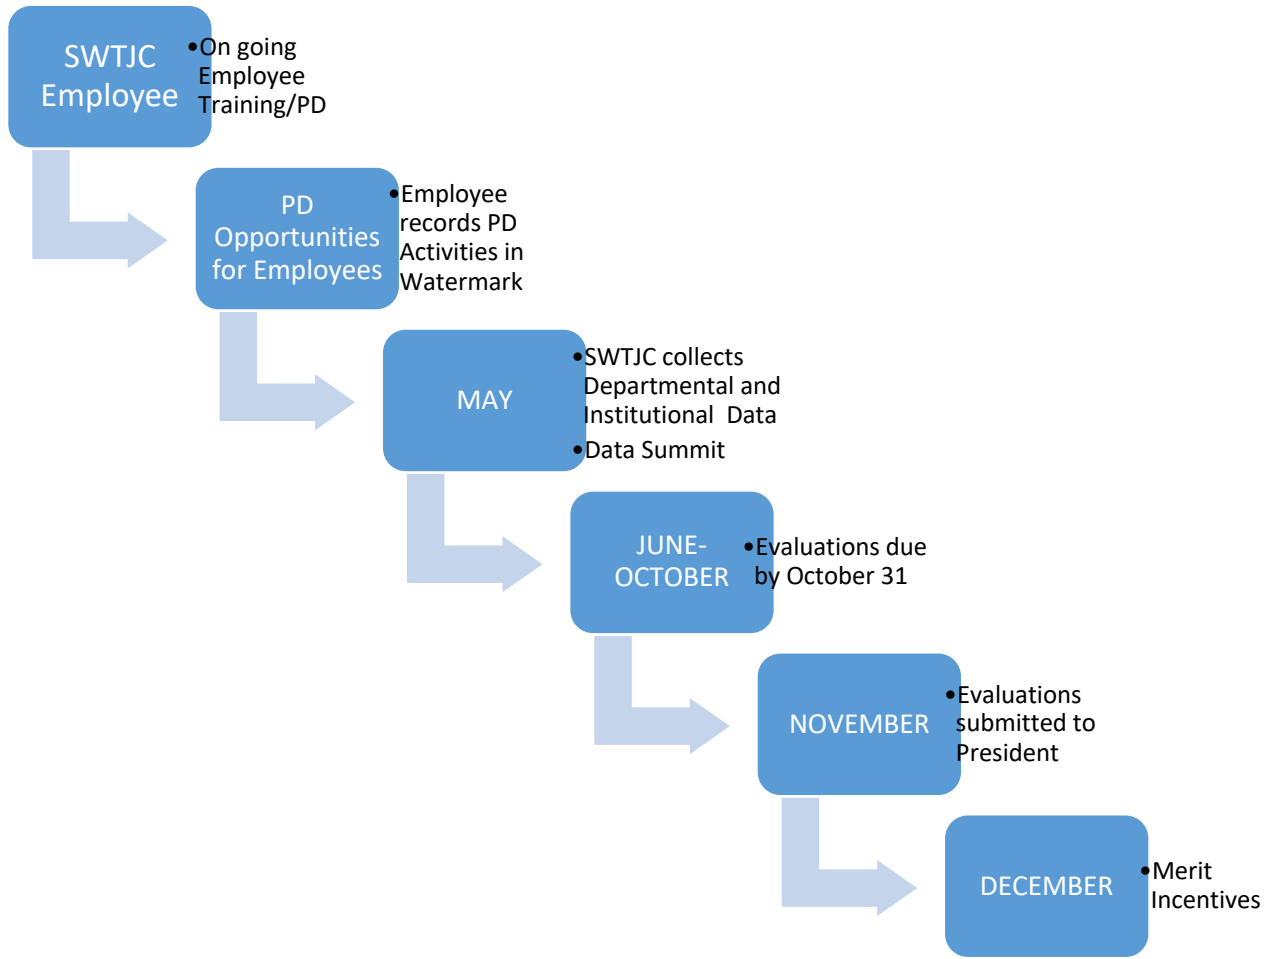 SWTJC
Employee
•On going
Employee
Training/PD
PD
Opportunities
for Employees
•Employee
records PD
Activities in
Watermark
MAY
•SWTJC collects
Departmental and
Institutional Data
•Data Summit
JUNE-
OCTOBER
•Evaluations due
by October 31
NOVEMBER
•Evaluations
submitted to
President
DECEMBER
•Merit
Incentives